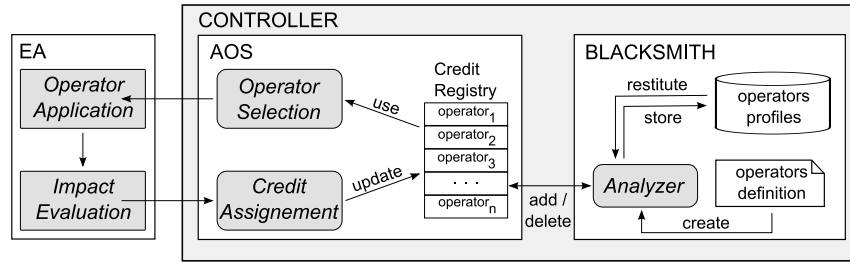 CONTROLLER
EA
Operator
Application
Impact
Evaluation
AOS
Operator
Selection
Credit
Assignement
use
update
Credit
Registry
operator1
operator2
operator3
. . .
operatorn
add /
delete
BLACKSMITH
restitute
store
operators
profiles
Analyzer
operators
definition
create